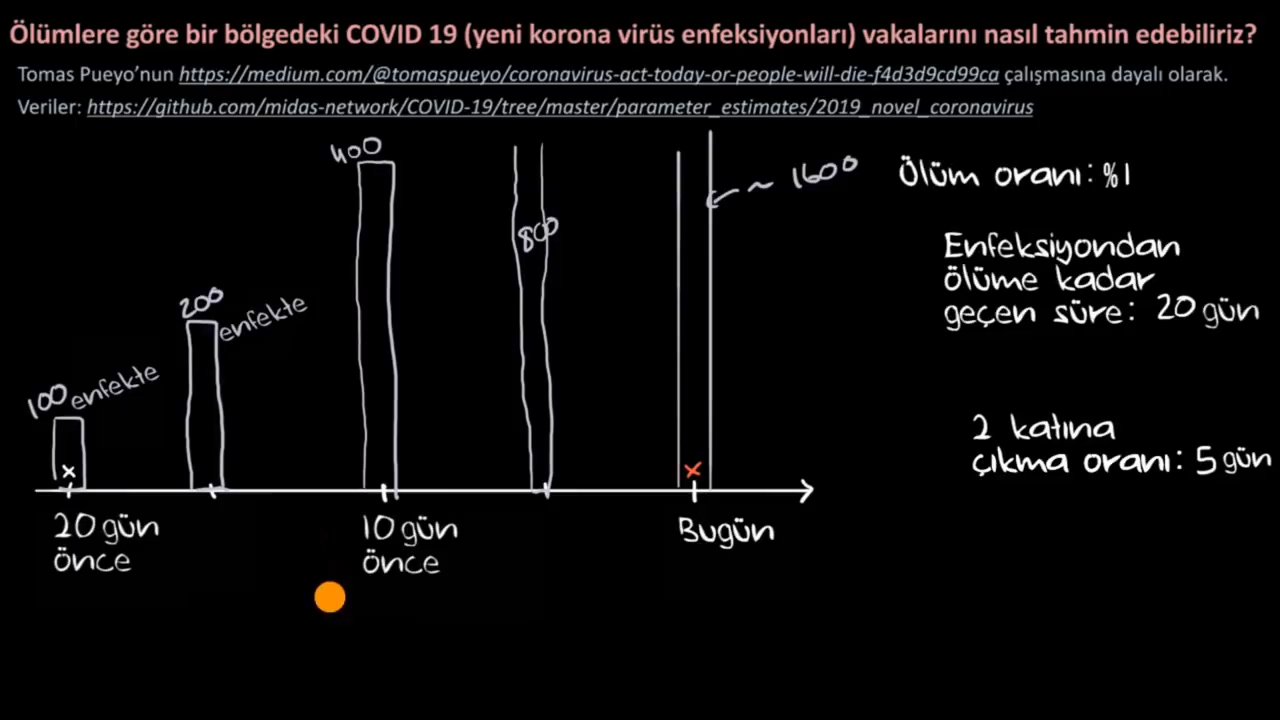 Ölümlere göre bir bölgedeki COVID 19 (yeni korona virüs enfeksiyonları) vakalarını nasıl tahmin edebiliriz?
Tomas Pueyo’nun https://medium.com/@tomaspueyo/coronavirus-act-today-or-people-will-die-f4d3d9cd99ca çalışmasına dayalı olarak.
Veriler: https://github.com/midas-network/COVID-19/tree/master/parameter_estimates/2019_novel_coronavirus
400
~ 1600
Ölüm oranı: %1
800
Enfeksiyondan
ölüme kadar
geçen süre: 20 gün
200
enfekte
100 enfekte
2 katına
çıkma oranı: 5 gün
x
x
20 gün
önce
10 gün
önce
Bugün